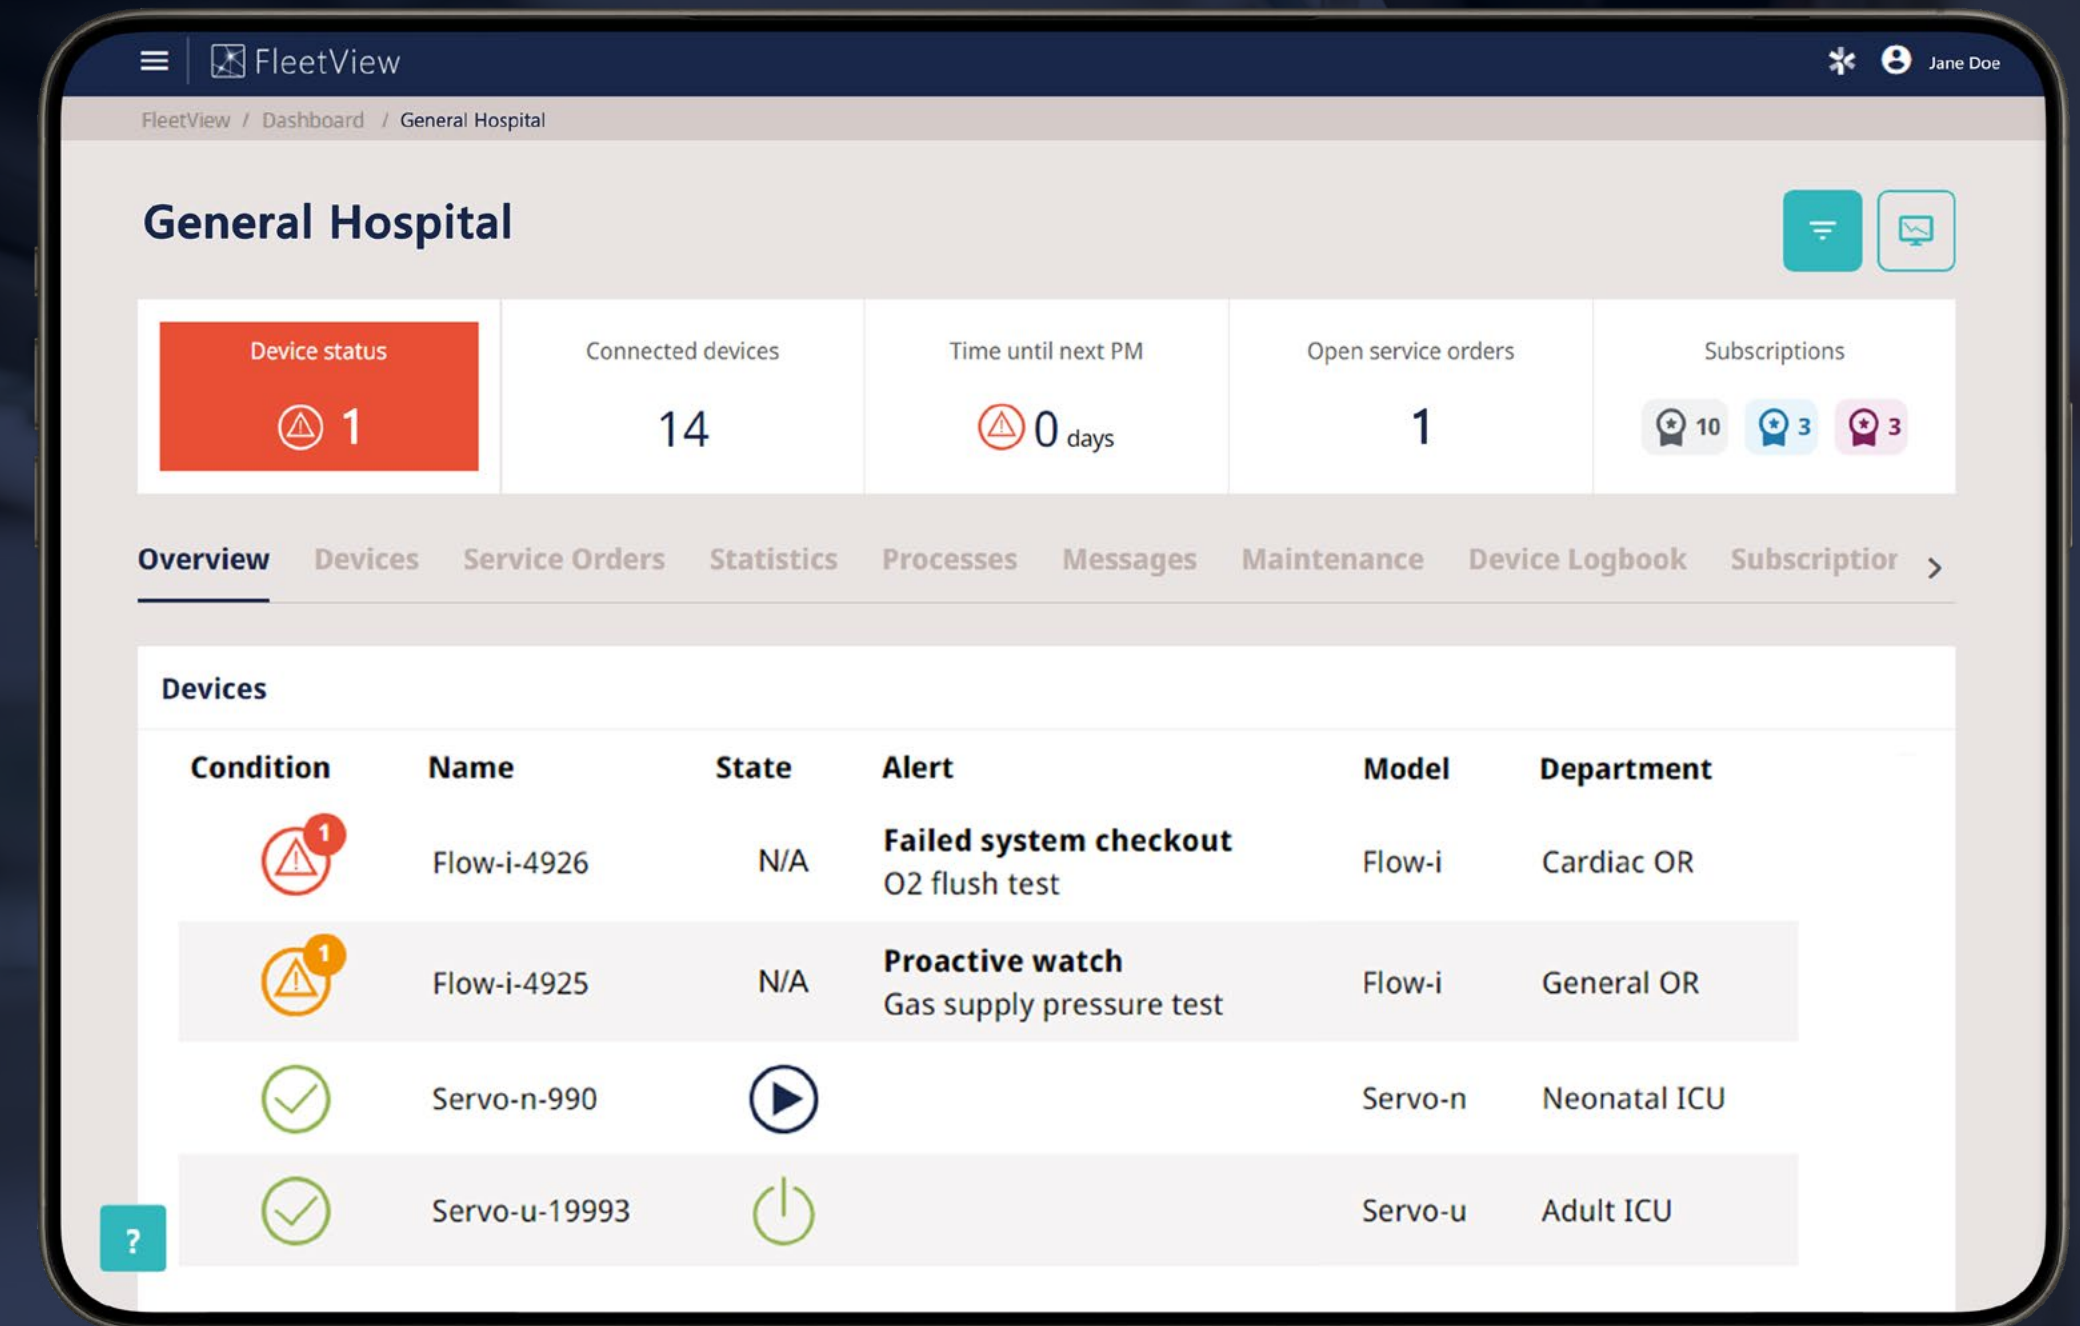 FleetView
Jane Doe
FleetView / Dashboard / General Hospital
General Hospital
Device status
1
Connected devices
14
Time until next PM
0 days
Open service orders
1
Subscriptions
10 3 3
Overview Devices Service Orders Statistics Processes Messages Maintenance Device Logbook Subscription
Devices
Condition Name State Alert Model Department
1 Flow-i-4926 N/A Failed system checkout Flow-i Cardiac OR
O2 flush test
1 Flow-i-4925 N/A Proactive watch Flow-i General OR
Gas supply pressure test
Servo-n-990 Servo-n Neonatal ICU
Servo-u-19993 Servo-u Adult ICU
?